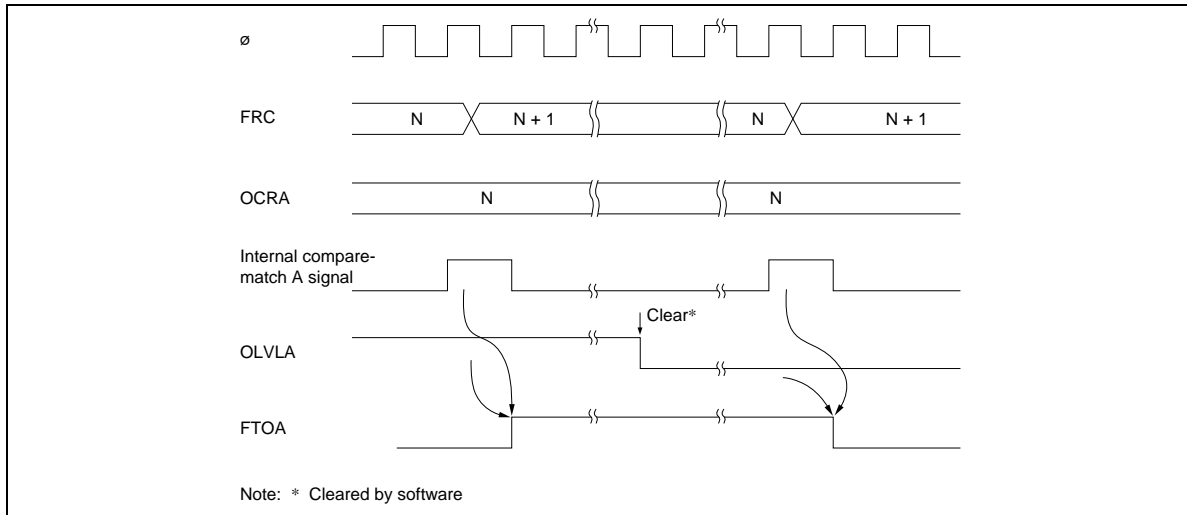 ø
FRC
N
N + 1
N
N + 1
OCRA
N
N
Internal compare-
match A signal
Clear*
OLVLA
FTOA
Note: * Cleared by software